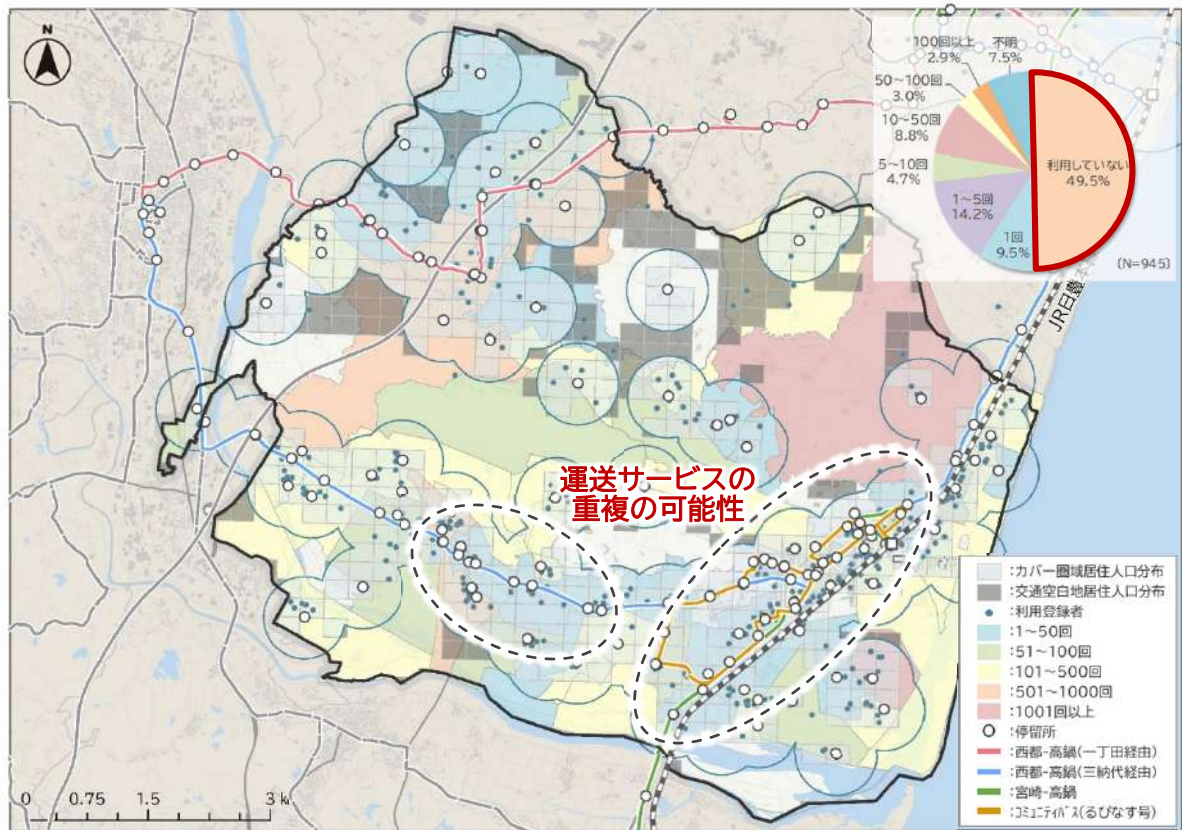 N
100回以上
2.9%
不明
7.5%
50~100回
3.0%
10~50回
8.8%
5~10回
4.7%
1~5回
14.2%
1回
9.5%
利用していない
49.5%
〔N=945〕
JR日豊本
運送サービスの
重複の可能性
:カバー圏域居住人口分布
:交通空白地居住人口分布
:利用登録者
:1~50回
:51~100回
:101~500回
:501~1000回
:1001回以上
:停留所
:西都-高鍋(一丁田経由)
:西都-高鍋(三納代経由)
:宮崎-高鍋
:コミュニティバス(るぴなす号)
0 0.75 1.5 3 k